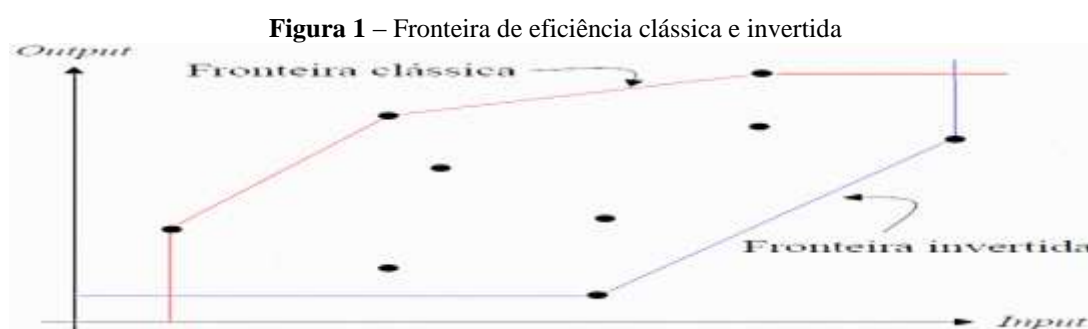 Figura 1 – Fronteira de eficiência clássica e invertida
Output
Fronteira clássica
Fronteira invertida
Input